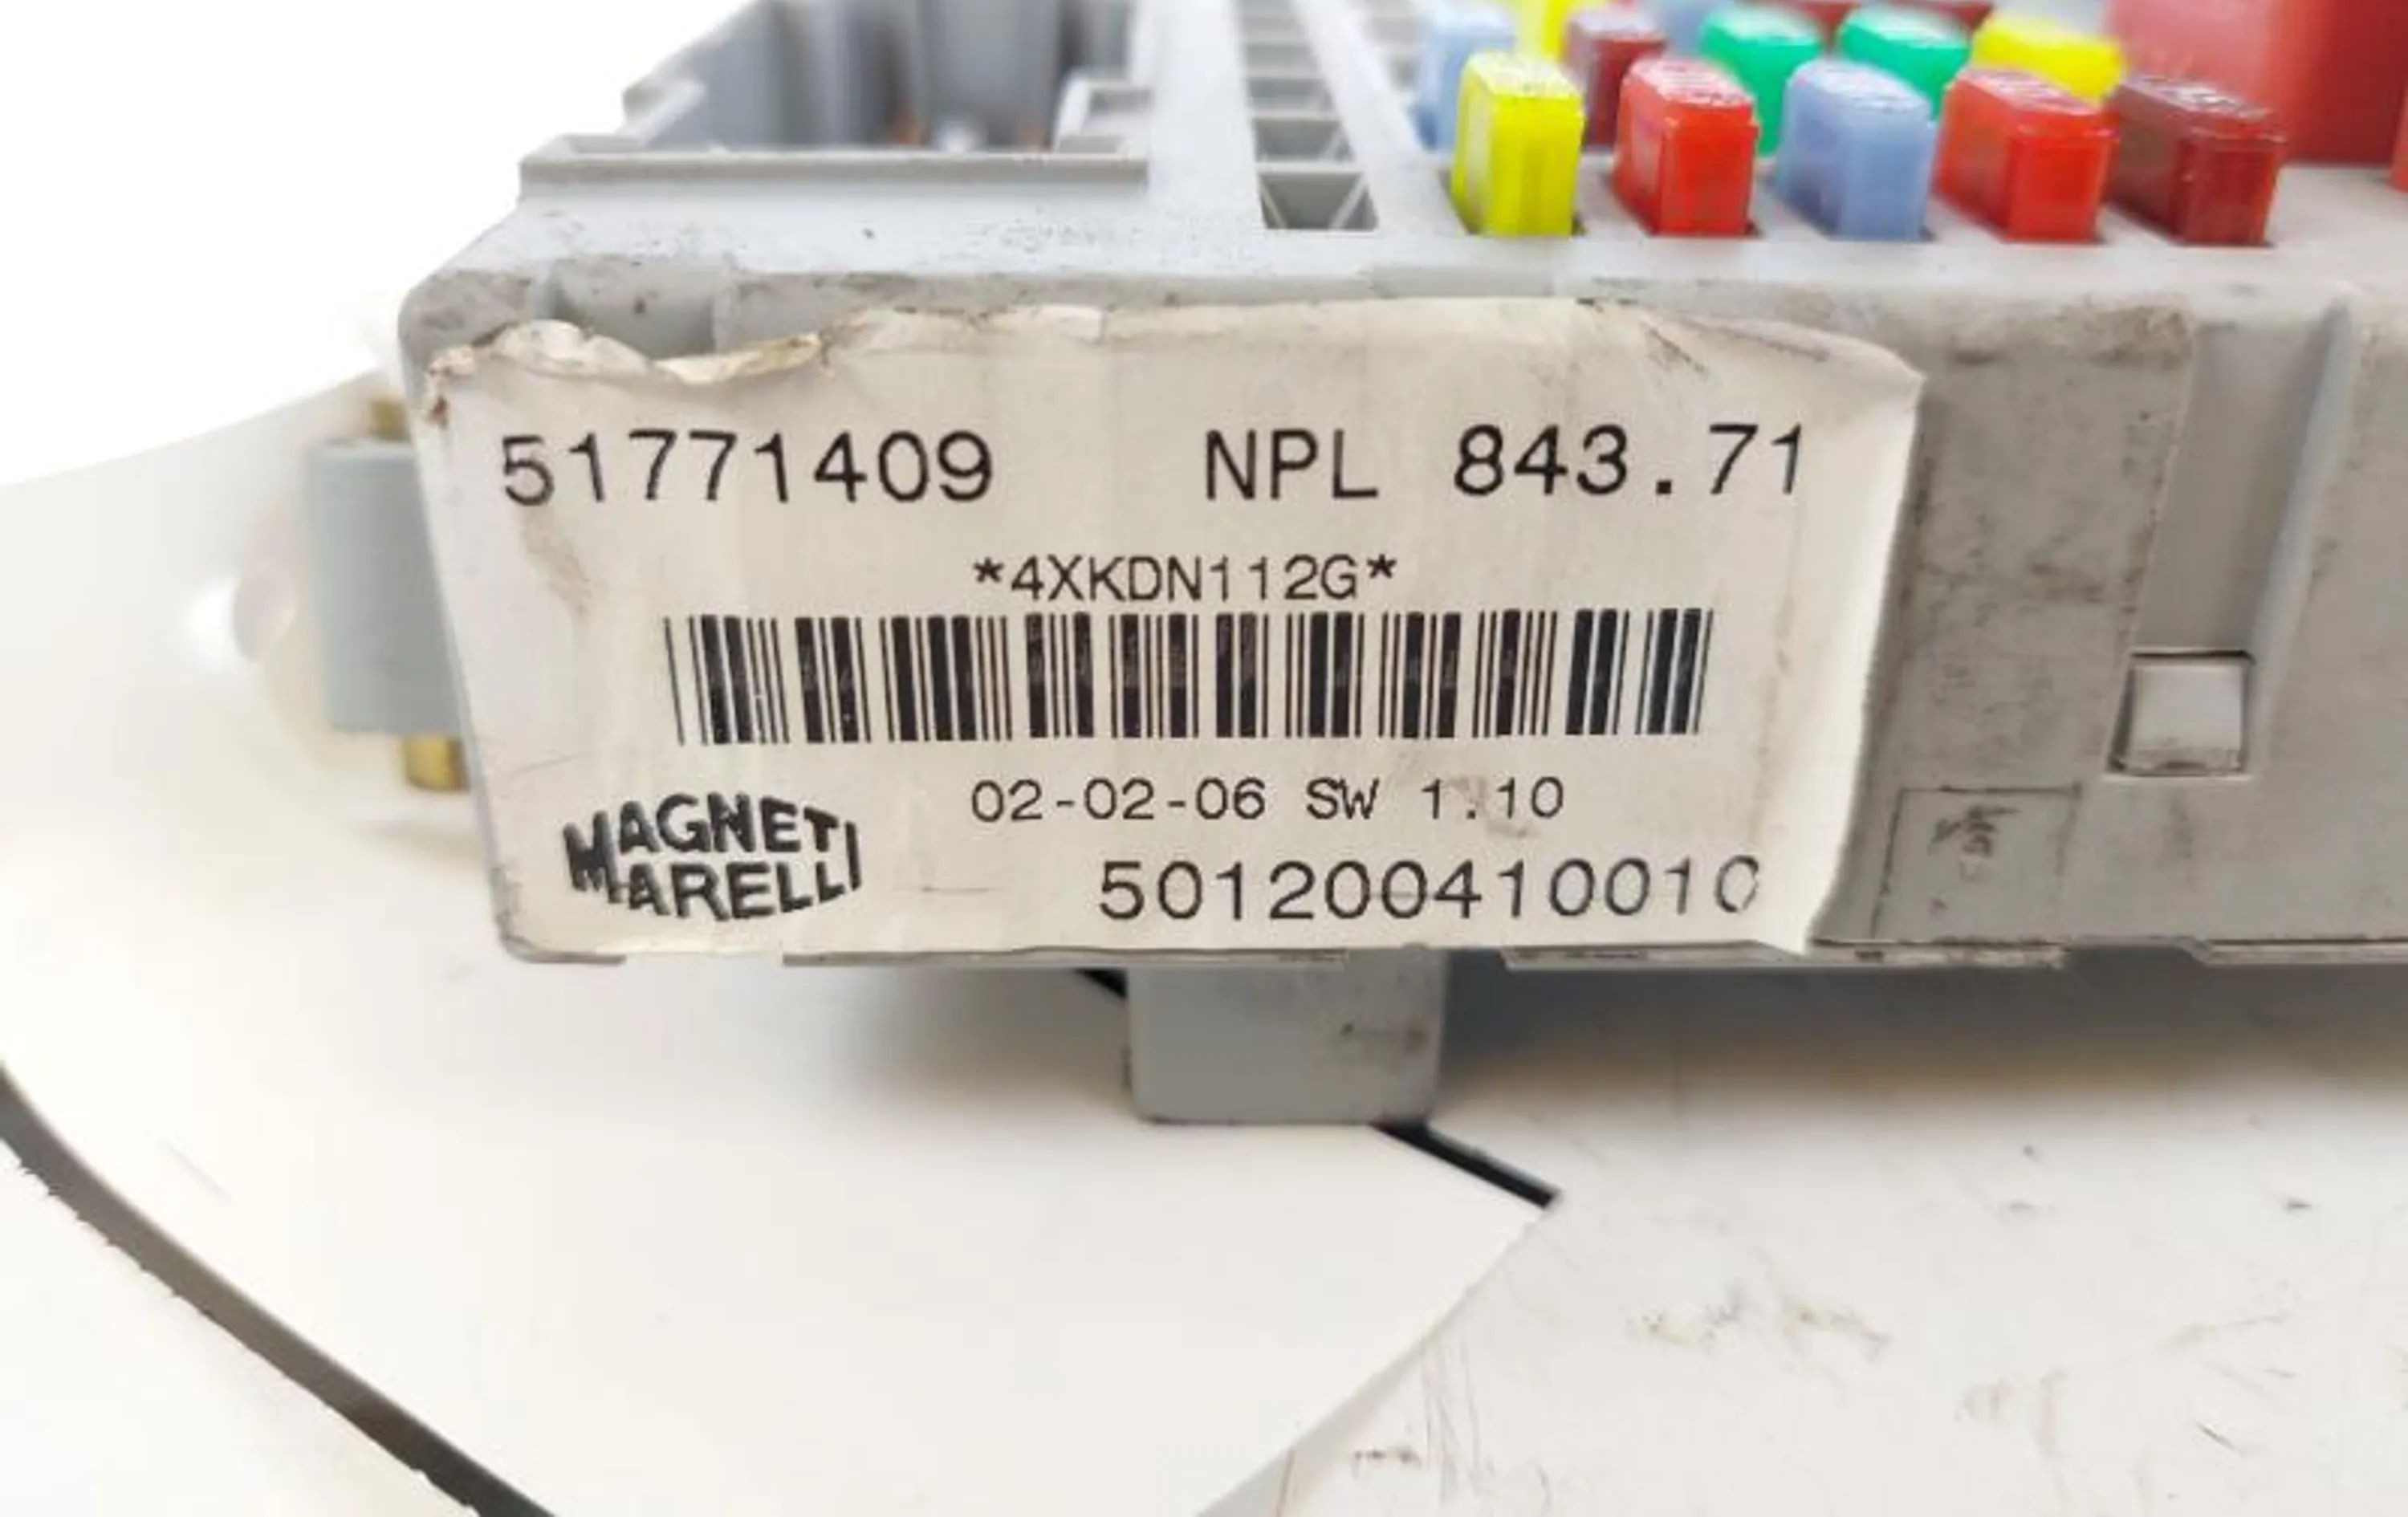 51771409 NPL 843.71
*4XKDN112G*
02-02-06 SW 1.10
MAGNETI
MARELLI
501200410010